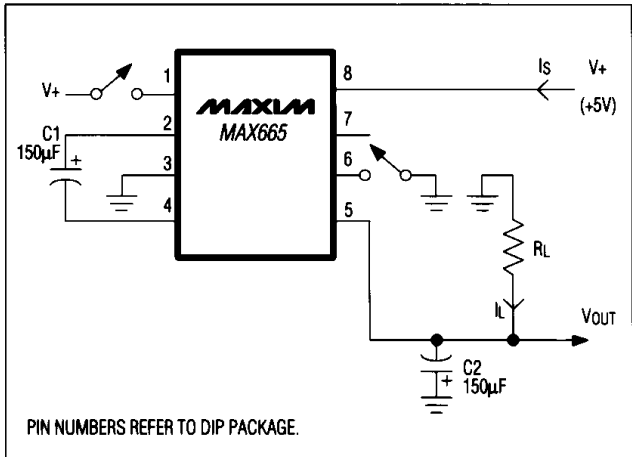 V+
1
8
IS
V+
(+5V)
MAXIM
MAX665
C1
150µF
+
2
7
3
6
4
5
RL
IL
VOUT
C2
150µF
+
PIN NUMBERS REFER TO DIP PACKAGE.